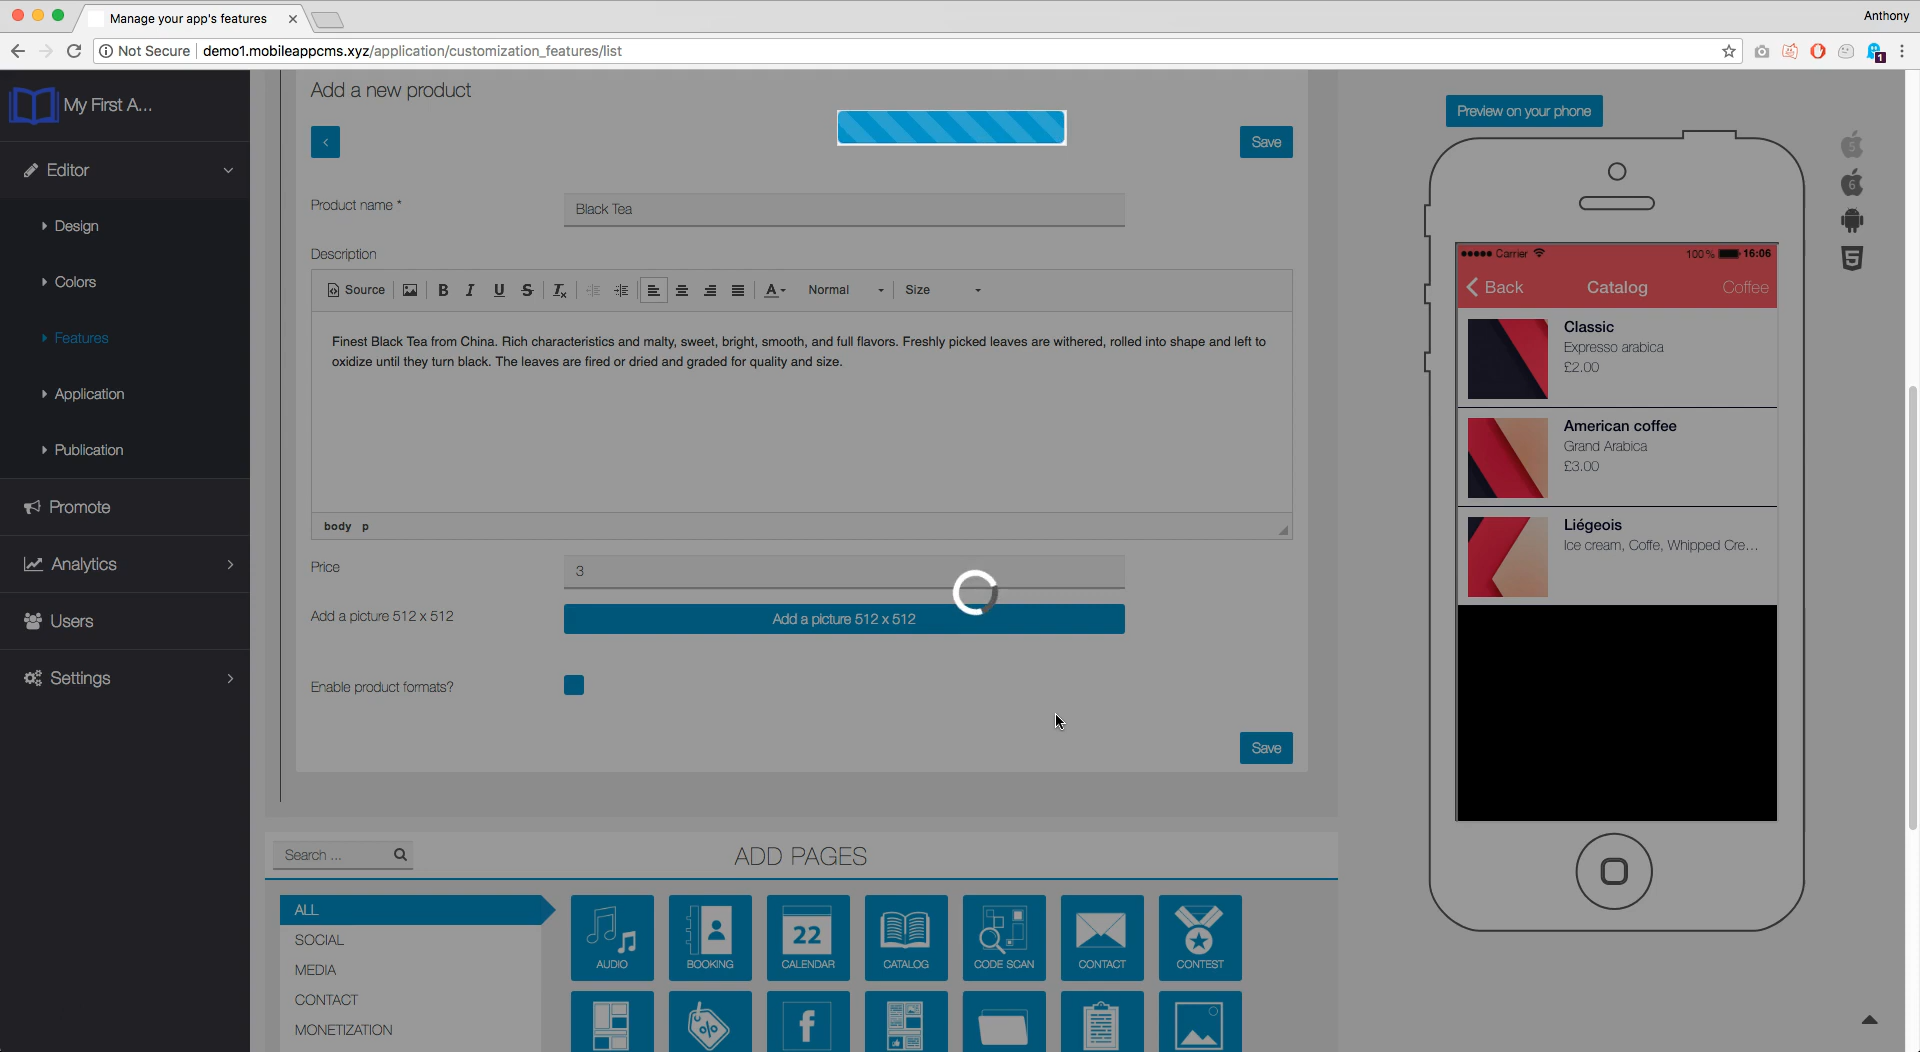 Manage your app's features
Anthony
Not Secure
demo1.mobileappcms.xyz/application/customization_features/list
1
My First A...
Editor
Design
Colors
Features
Application
Publication
Promote
Analytics
Users
Settings
Add a new product
Save
Product name *
Black Tea
Description
Source
B I U S Tx
A
Normal
Size
Finest Black Tea from China. Rich characteristics and malty, sweet, bright, smooth, and full flavors. Freshly picked leaves are withered, rolled into shape and left to
oxidize until they turn black. The leaves are fired or dried and graded for quality and size.
body p
Price
3
Add a picture 512 x 512
Add a picture 512 x 512
Enable product formats?
Save
Search ...
ADD PAGES
ALL
SOCIAL
MEDIA
CONTACT
MONETIZATION
AUDIO
BOOKING
22
CALENDAR
CATALOG
CODE SCAN
CONTACT
CONTEST
%
f
Preview on your phone
5
6
5
Carrier
100%
16:06
Back
Catalog
Coffee
Classic
Expresso arabica
£2.00
American coffee
Grand Arabica
£3.00
Liégeois
Ice cream, Coffe, Whipped Cre...